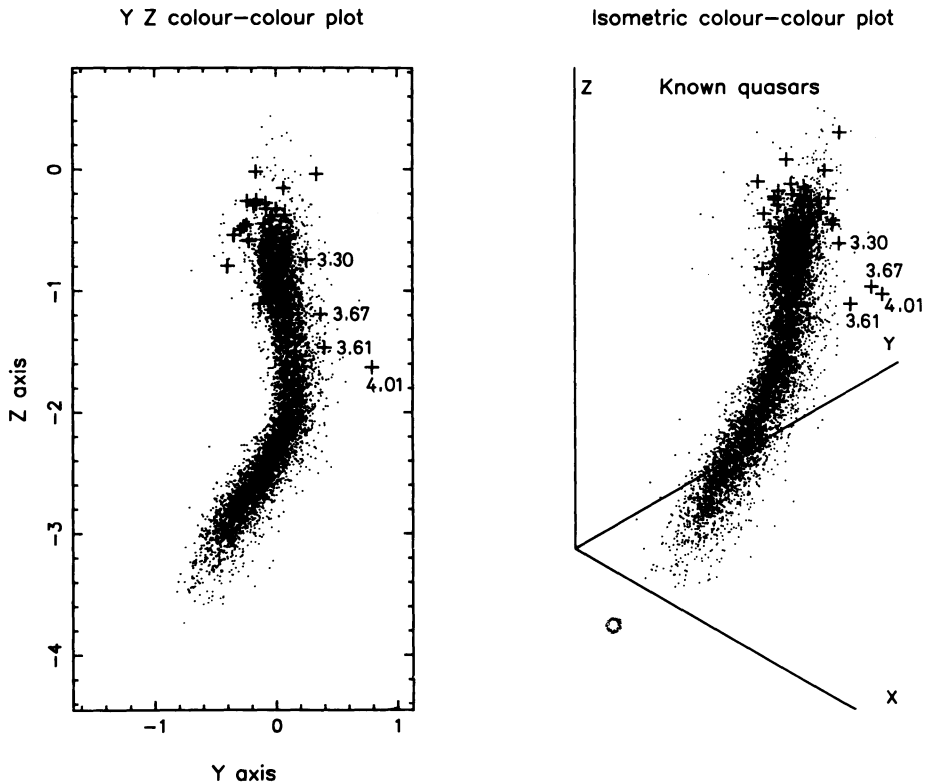 Y Z colour−colour plot
Z axis
0
−1
−2
−3
−4
3.30
3.67
3.61
4.01
−1
0
1
Y axis
Isometric colour−colour plot
Z
Known quasars
3.30
3.67
4.01
3.61
Y
X